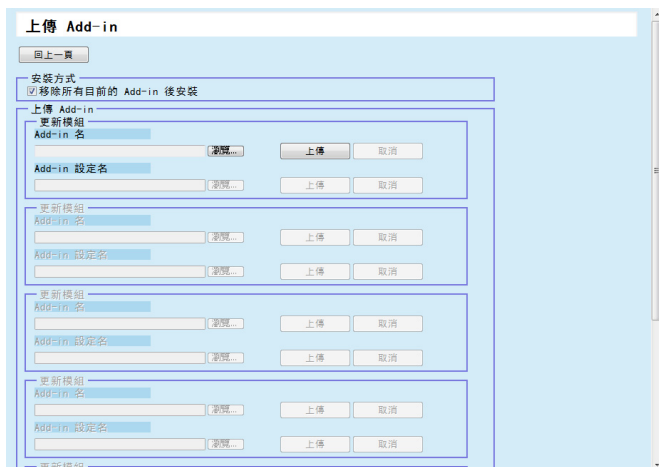 上傳 Add-in
回上一頁
安裝方式
移除所有目前的 Add-in 後安裝
上傳 Add-in
更新模組
Add-in 名
瀏覽... 上傳 取消
Add-in 設定名
瀏覽... 上傳 取消
更新模組
Add-in 名
瀏覽... 上傳 取消
Add-in 設定名
瀏覽... 上傳 取消
更新模組
Add-in 名
瀏覽... 上傳 取消
Add-in 設定名
瀏覽... 上傳 取消
更新模組
Add-in 名
瀏覽... 上傳 取消
Add-in 設定名
瀏覽... 上傳 取消
更新模組